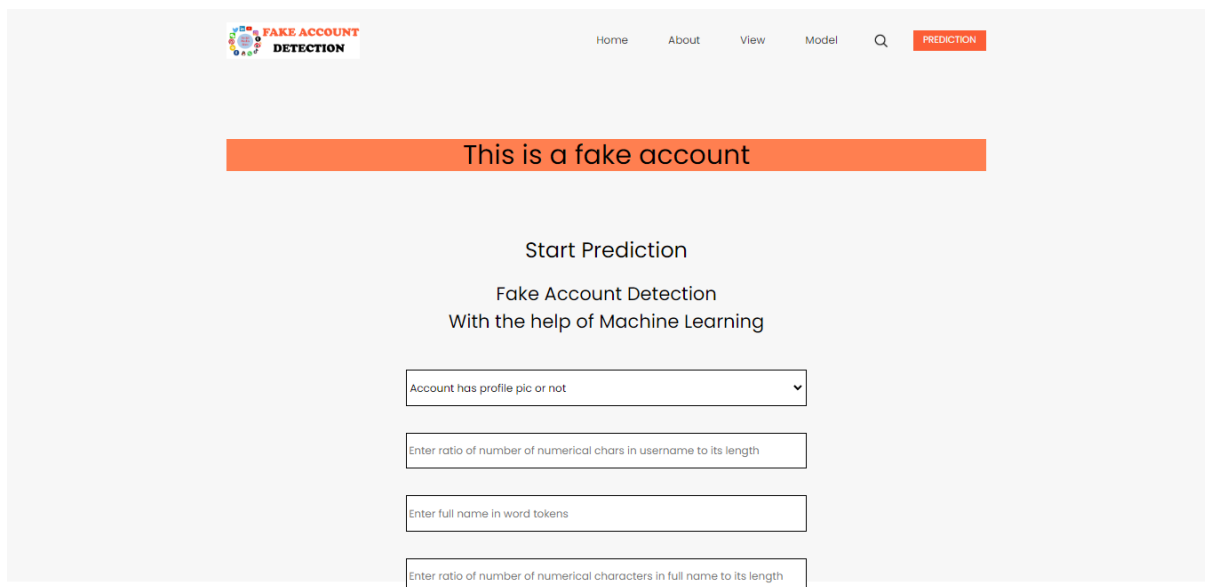 FAKE ACCOUNT
DETECTION
Home About View Model PREDICTION
This is a fake account
Start Prediction
Fake Account Detection
With the help of Machine Learning
Account has profile pic or not
Enter ratio of number of numerical chars in username to its length
Enter full name in word tokens
Enter ratio of number of numerical characters in full name to its length